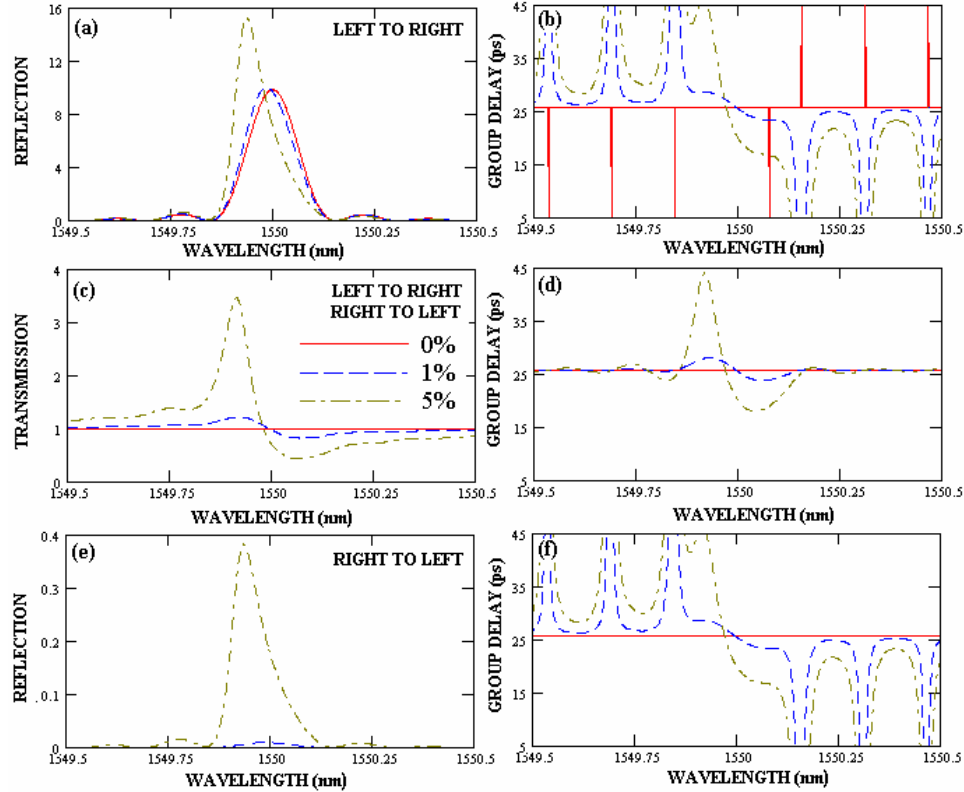 (a)
LEFT TO RIGHT
REFLECTION
16
12
8
4
0
1549.5
1549.75
1550
1550.25
1550.5
WAVELENGTH (nm)
(b)
GROUP DELAY (ps)
45
35
25
15
5
1549.5
1549.75
1550
1550.25
1550.5
WAVELENGTH (nm)
(c)
LEFT TO RIGHT
RIGHT TO LEFT
0%
1%
5%
TRANSMISSION
4
3
2
1
0
1549.5
1549.75
1550
1550.25
1550.5
WAVELENGTH (nm)
(d)
GROUP DELAY (ps)
45
35
25
15
5
1549.5
1549.75
1550
1550.25
1550.5
WAVELENGTH (nm)
(e)
RIGHT TO LEFT
REFLECTION
0.4
0.3
0.2
0.1
0
1549.5
1549.75
1550
1550.25
1550.5
WAVELENGTH (nm)
(f)
GROUP DELAY (ps)
45
35
25
15
5
1549.5
1549.75
1550
1550.25
1550.5
WAVELENGTH (nm)